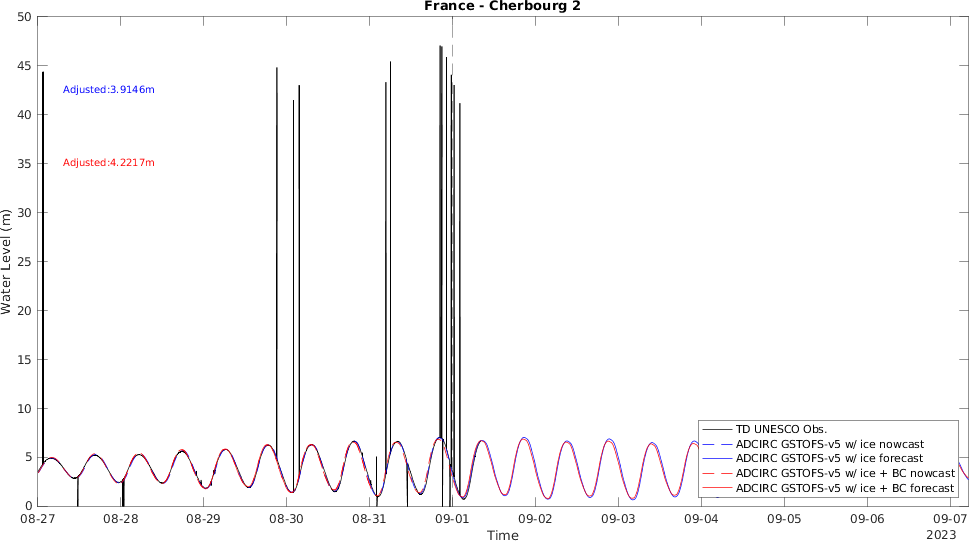 France - Cherbourg 2
50
45
40
35
30
25
20
15
10
5
0
Water Level (m)
Adjusted:3.9146m
Adjusted:4.2217m
TD UNESCO Obs.
ADCIRC GSTOFS-v5 w/ ice nowcast
ADCIRC GSTOFS-v5 w/ ice forecast
ADCIRC GSTOFS-v5 w/ ice + BC nowcast
ADCIRC GSTOFS-v5 w/ ice + BC forecast
08-27 08-28 08-29 08-30 08-31 09-01 09-02 09-03 09-04 09-05 09-06 09-07
Time
2023